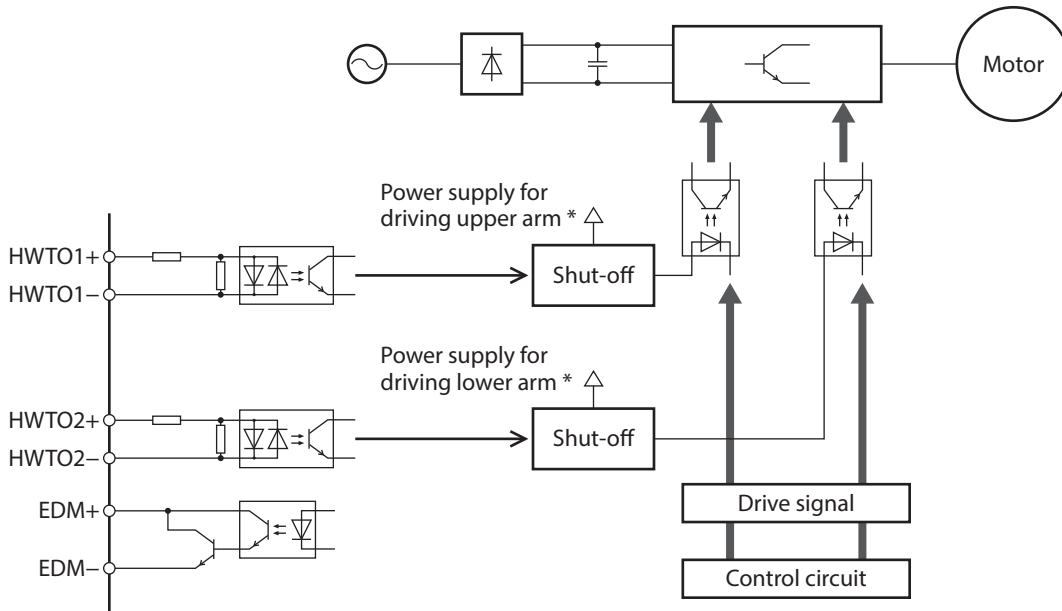 Motor
Power supply for
driving upper arm *
HWTO1+
HWTO1−
Shut-off
Power supply for
driving lower arm *
HWTO2+
HWTO2−
Shut-off
EDM+
EDM−
Drive signal
Control circuit